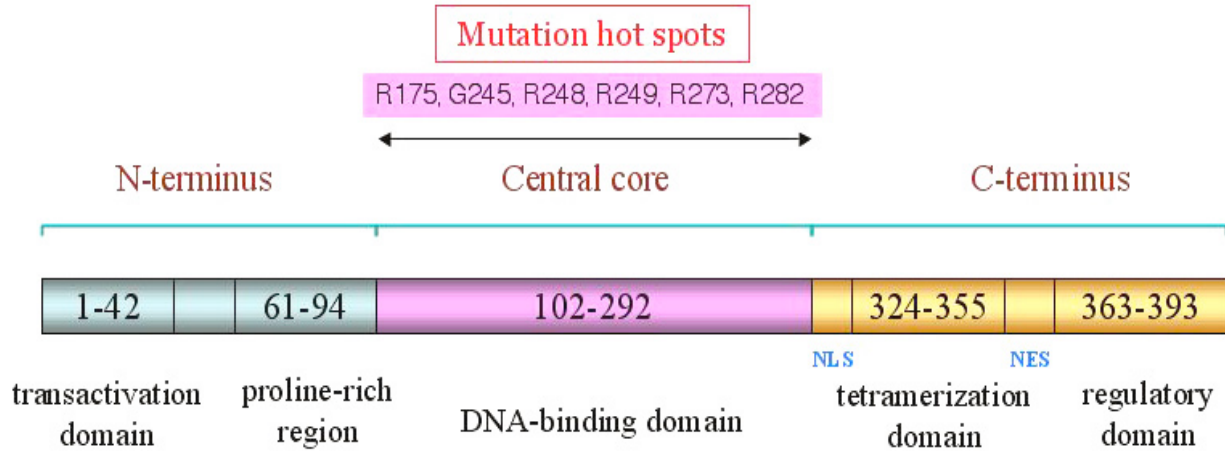 Mutation hot spots
R175, G245, R248, R249, R273, R282
N-terminus
Central core
C-terminus
1-42
61-94
102-292
324-355
363-393
NLS
NES
transactivation
domain
proline-rich
region
DNA-binding domain
tetramerization
domain
regulatory
domain